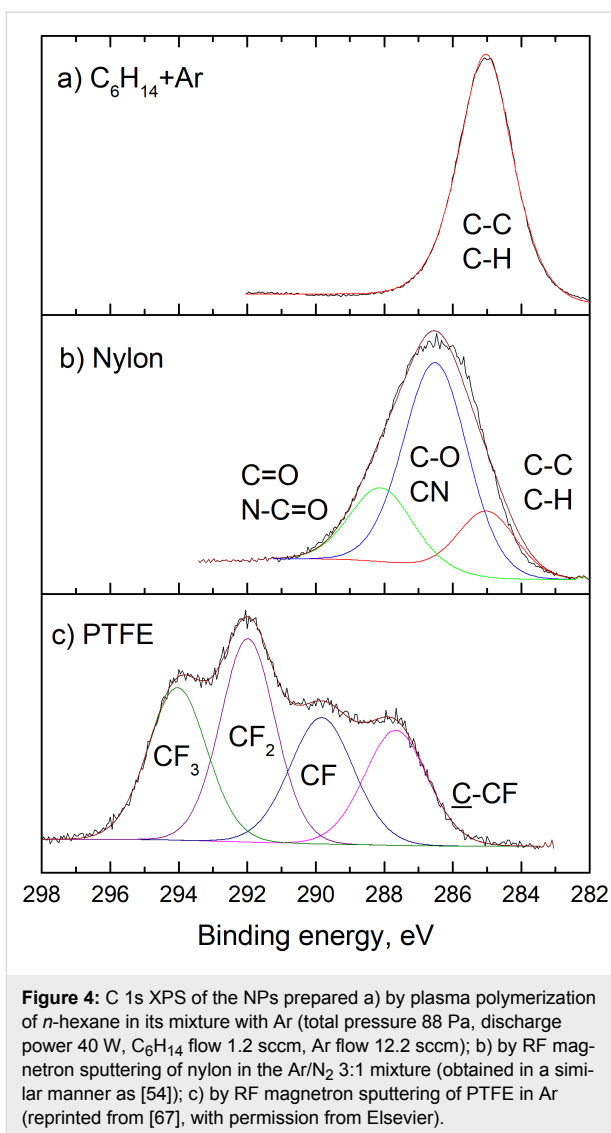 a) C₆H₁₄+Ar
C-C
C-H
b) Nylon
C=O
N-C=O
C-O
CN
C-C
C-H
c) PTFE
CF₃
CF₂
CF
C-CF
298 296 294 292 290 288 286 284 282
Binding energy, eV
Figure 4: C 1s XPS of the NPs prepared a) by plasma polymerization
of n-hexane in its mixture with Ar (total pressure 88 Pa, discharge
power 40 W, C₆H₁₄ flow 1.2 sccm, Ar flow 12.2 sccm); b) by RF mag-
netron sputtering of nylon in the Ar/N₂ 3:1 mixture (obtained in a simi-
lar manner as [54]); c) by RF magnetron sputtering of PTFE in Ar
(reprinted from [67], with permission from Elsevier).